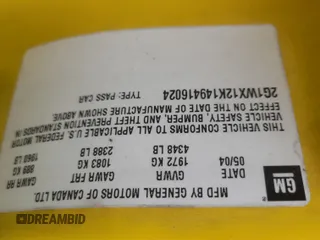 GM
MFD BY GENERAL MOTORS OF CANADA LTD.
DATE GVWR GAWR FRT GAWR RR
05/04 1972 KG 1083 KG 889 KG
4348 LB 2388 LB 1960 LB
THIS VEHICLE CONFORMS TO ALL APPLICABLE U.S. FEDERAL MOTOR
VEHICLE SAFETY, BUMPER, AND THEFT PREVENTION STANDARDS IN
EFFECT ON THE DATE OF MANUFACTURE SHOWN ABOVE.
2G1WX12K149416024 TYPE: PASS CAR
DREAMBID